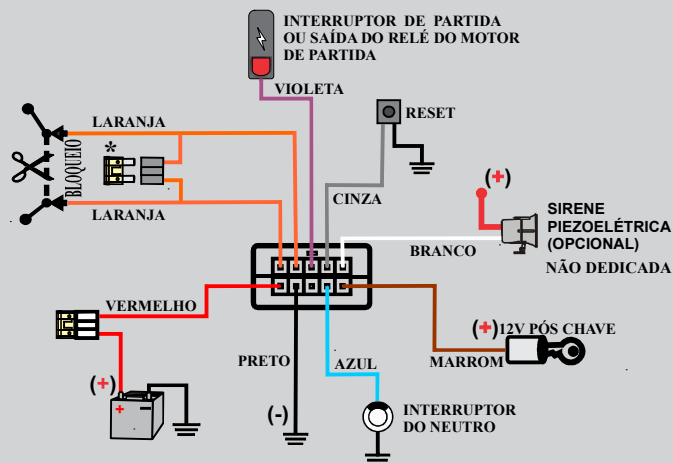 INTERRUPTOR DE PARTIDA
OU SAÍDA DO RELÉ DO MOTOR
DE PARTIDA
VIOLETA
LARANJA
RESET
*
BLOQUEIO
(+)
CINZA
LARANJA
SIRENE
PIEZOELÉTRICA
(OPCIONAL)
BRANCO
NÃO DEDICADA
VERMELHO
(+)12V PÓS CHAVE
PRETO
AZUL
MARROM
(+)
+
-
(-)
INTERRUPTOR
DO NEUTRO